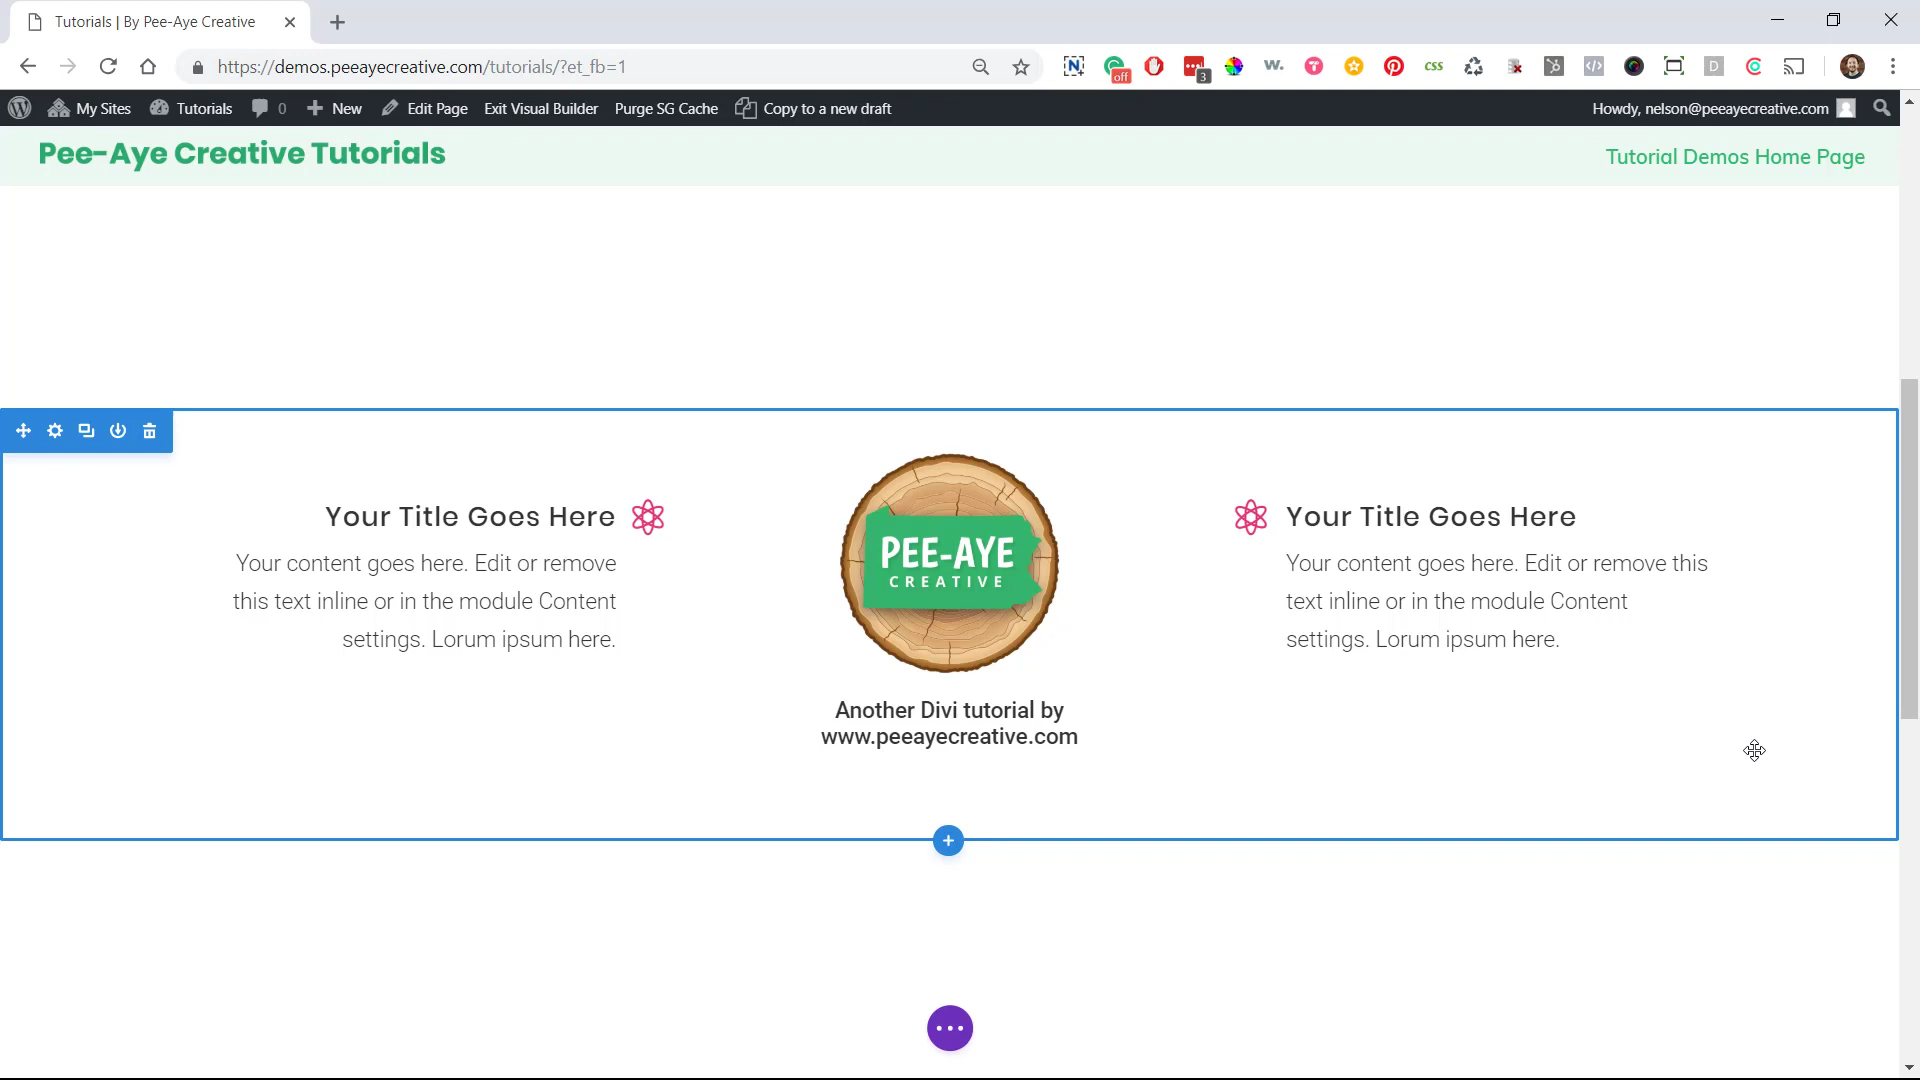 Tutorials | By Pee-Aye Creative
https://demos.peeayecreative.com/tutorials/?et_fb=1
off
3
w.
T
css
D
C
My Sites
Tutorials
0
New
Edit Page
Exit Visual Builder
Purge SG Cache
Copy to a new draft
Howdy, nelson@peeayecreative.com
Pee-Aye Creative Tutorials
Tutorial Demos Home Page
Your Title Goes Here
Your content goes here. Edit or remove
this text inline or in the module Content
settings. Lorum ipsum here.
PEE-AYE
CREATIVE
Another Divi tutorial by
www.peeayecreative.com
Your Title Goes Here
Your content goes here. Edit or remove this
text inline or in the module Content
settings. Lorum ipsum here.